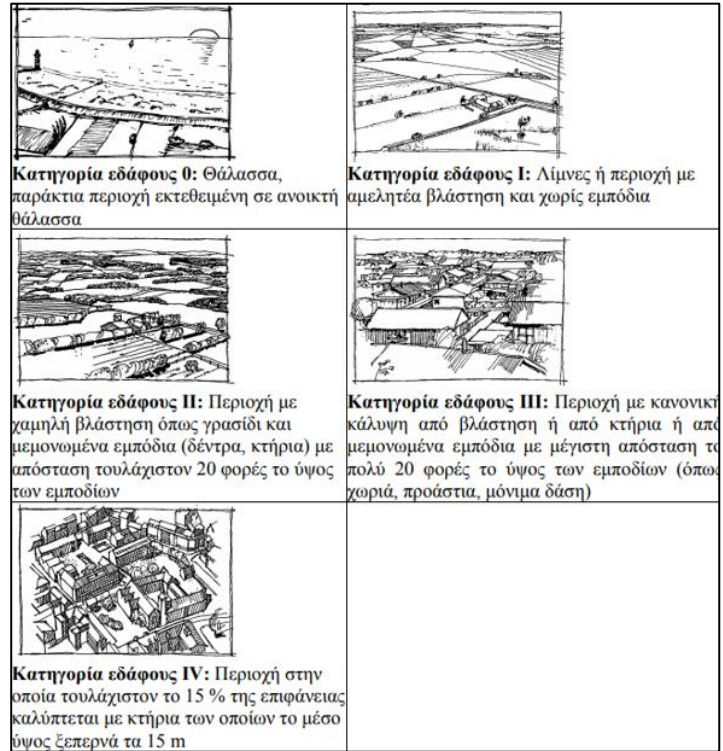 Κατηγορία εδάφους 0: Θάλασσα,
παράκτια περιοχή εκτεθειμένη σε ανοικτή
θάλασσα
Κατηγορία εδάφους I: Λίμνες ή περιοχή με
αμελητέα βλάστηση και χωρίς εμπόδια
Κατηγορία εδάφους II: Περιοχή με
χαμηλή βλάστηση όπως γρασίδι και
μεμονωμένα εμπόδια (δέντρα, κτήρια) με
απόσταση τουλάχιστον 20 φορές το ύψος
των εμποδίων
Κατηγορία εδάφους III: Περιοχή με κανονική
κάλυψη από βλάστηση ή από κτήρια ή από
μεμονωμένα εμπόδια με μέγιστη απόσταση το
πολύ 20 φορές το ύψος των εμποδίων (όπως
χωριά, προάστια, μόνιμα δάση)
Κατηγορία εδάφους IV: Περιοχή στην
οποία τουλάχιστον το 15 % της επιφάνειας
καλύπτεται με κτήρια των οποίων το μέσο
ύψος ξεπερνά τα 15 m